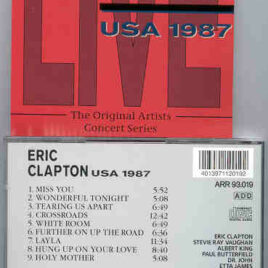 LIVE
USA 1987
The Original Artists
Concert Series
ERIC
CLAPTON USA 1987
4013971120192
ARR 93.019
ADD
1. MISS YOU 5:52
2. WONDERFUL TONIGHT 5:08
3. TEARING US APART 6:49
4. CROSSROADS 12:42
5. WHITE ROOM 6:35
6. FURTHER ON UP THE ROAD 6:36
7. LAYLA 11:34
8. HUNG UP ON YOUR LOVE 8:40
9. HOLY MOTHER 5:08
ERIC CLAPTON
STEVIE RAY VAUGHAN
ALBERT KING
PAUL BUTTERFIELD
DR. JOHN
ETTA JAMES